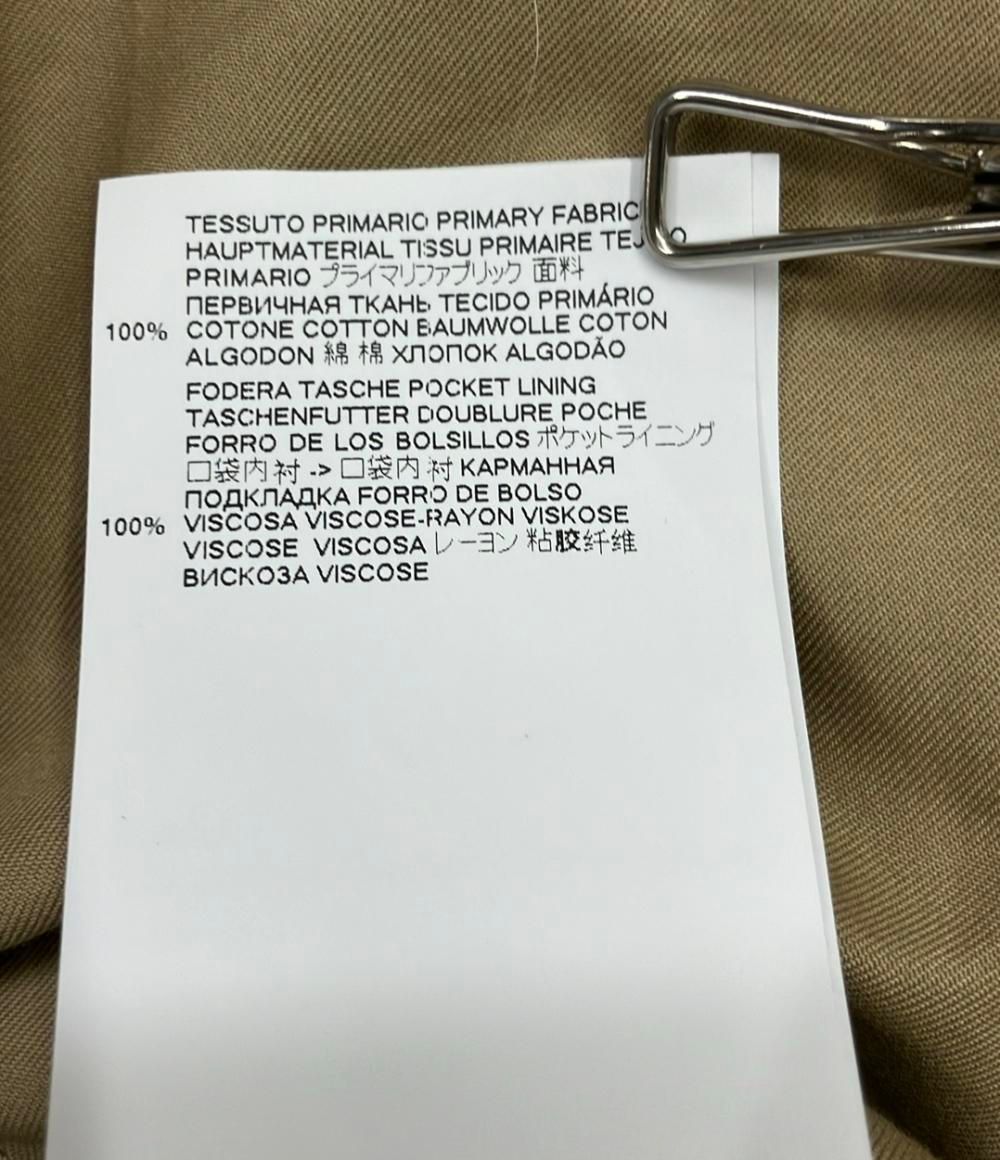 TESSUTO PRIMARIO PRIMARY FABRIC
HAUPTMATERIAL TISSU PRIMAIRE
PRIMARIO プライマリファブリック 面料
ПЕРВИЧНАЯ ТКАНЬ TECIDO PRIMÁRIO
100% COTONE COTTON BAUMWOLLE COTON
ALGODON 綿 棉 ХЛОПОК ALGODÃO
FODERA TASCHE POCKET LINING
TASCHENFUTTER DOUBLURE POCHE
FORRO DE LOS BOLSILLOS ポケットライニング
口袋内衬 -> 口袋内衬 КАРМАННАЯ
ПОДКЛАДКА FORRO DE BOLSO
100% VISCOSA VISCOSE-RAYON VISKOSE
VISCOSE VISCOSA レーヨン 粘胶纤维
ВИСКОЗА VISCOSE